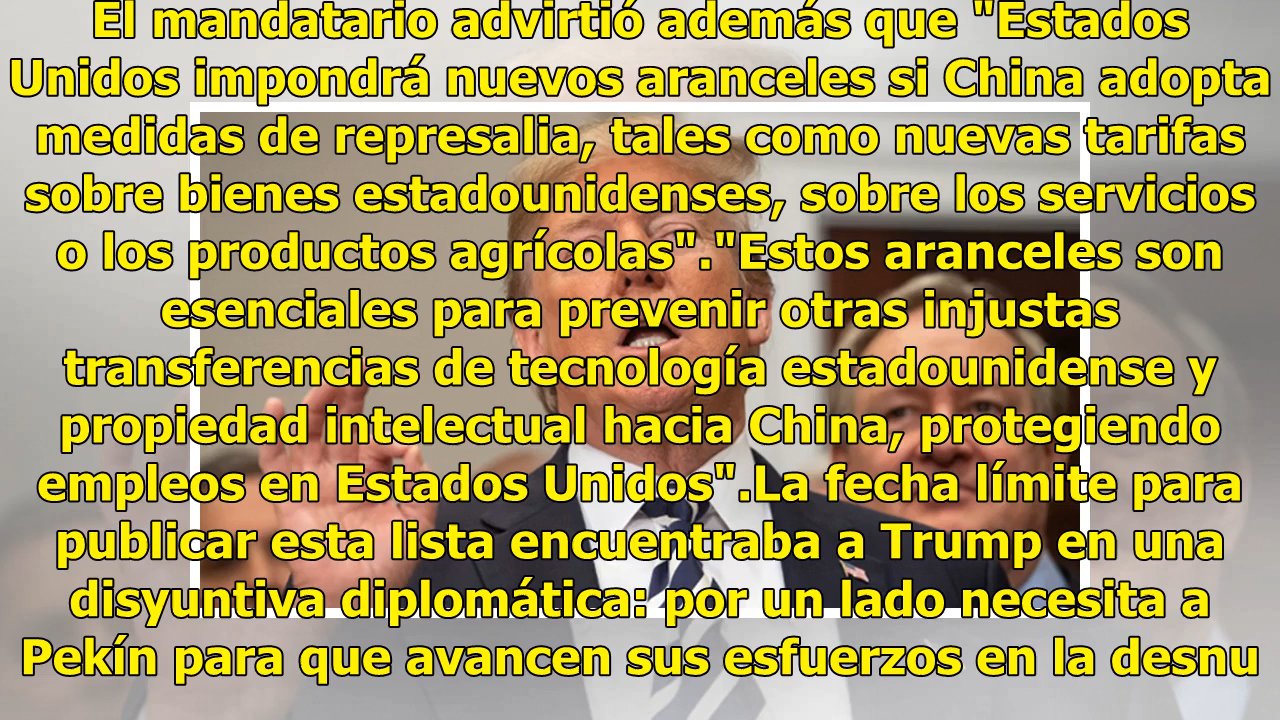 El mandatario advirtió además que "Estados
Unidos impondrá nuevos aranceles si China adopta
medidas de represalia, tales como nuevas tarifas
sobre bienes estadounidenses, sobre los servicios
o los productos agrícolas"."Estos aranceles son
esenciales para prevenir otras injustas
transferencias de tecnología estadounidense y
propiedad intelectual hacia China, protegiendo
empleos en Estados Unidos".La fecha límite para
publicar esta lista encuentraba a Trump en una
disyuntiva diplomática: por un lado necesita a
Pekín para que avancen sus esfuerzos en la desnu